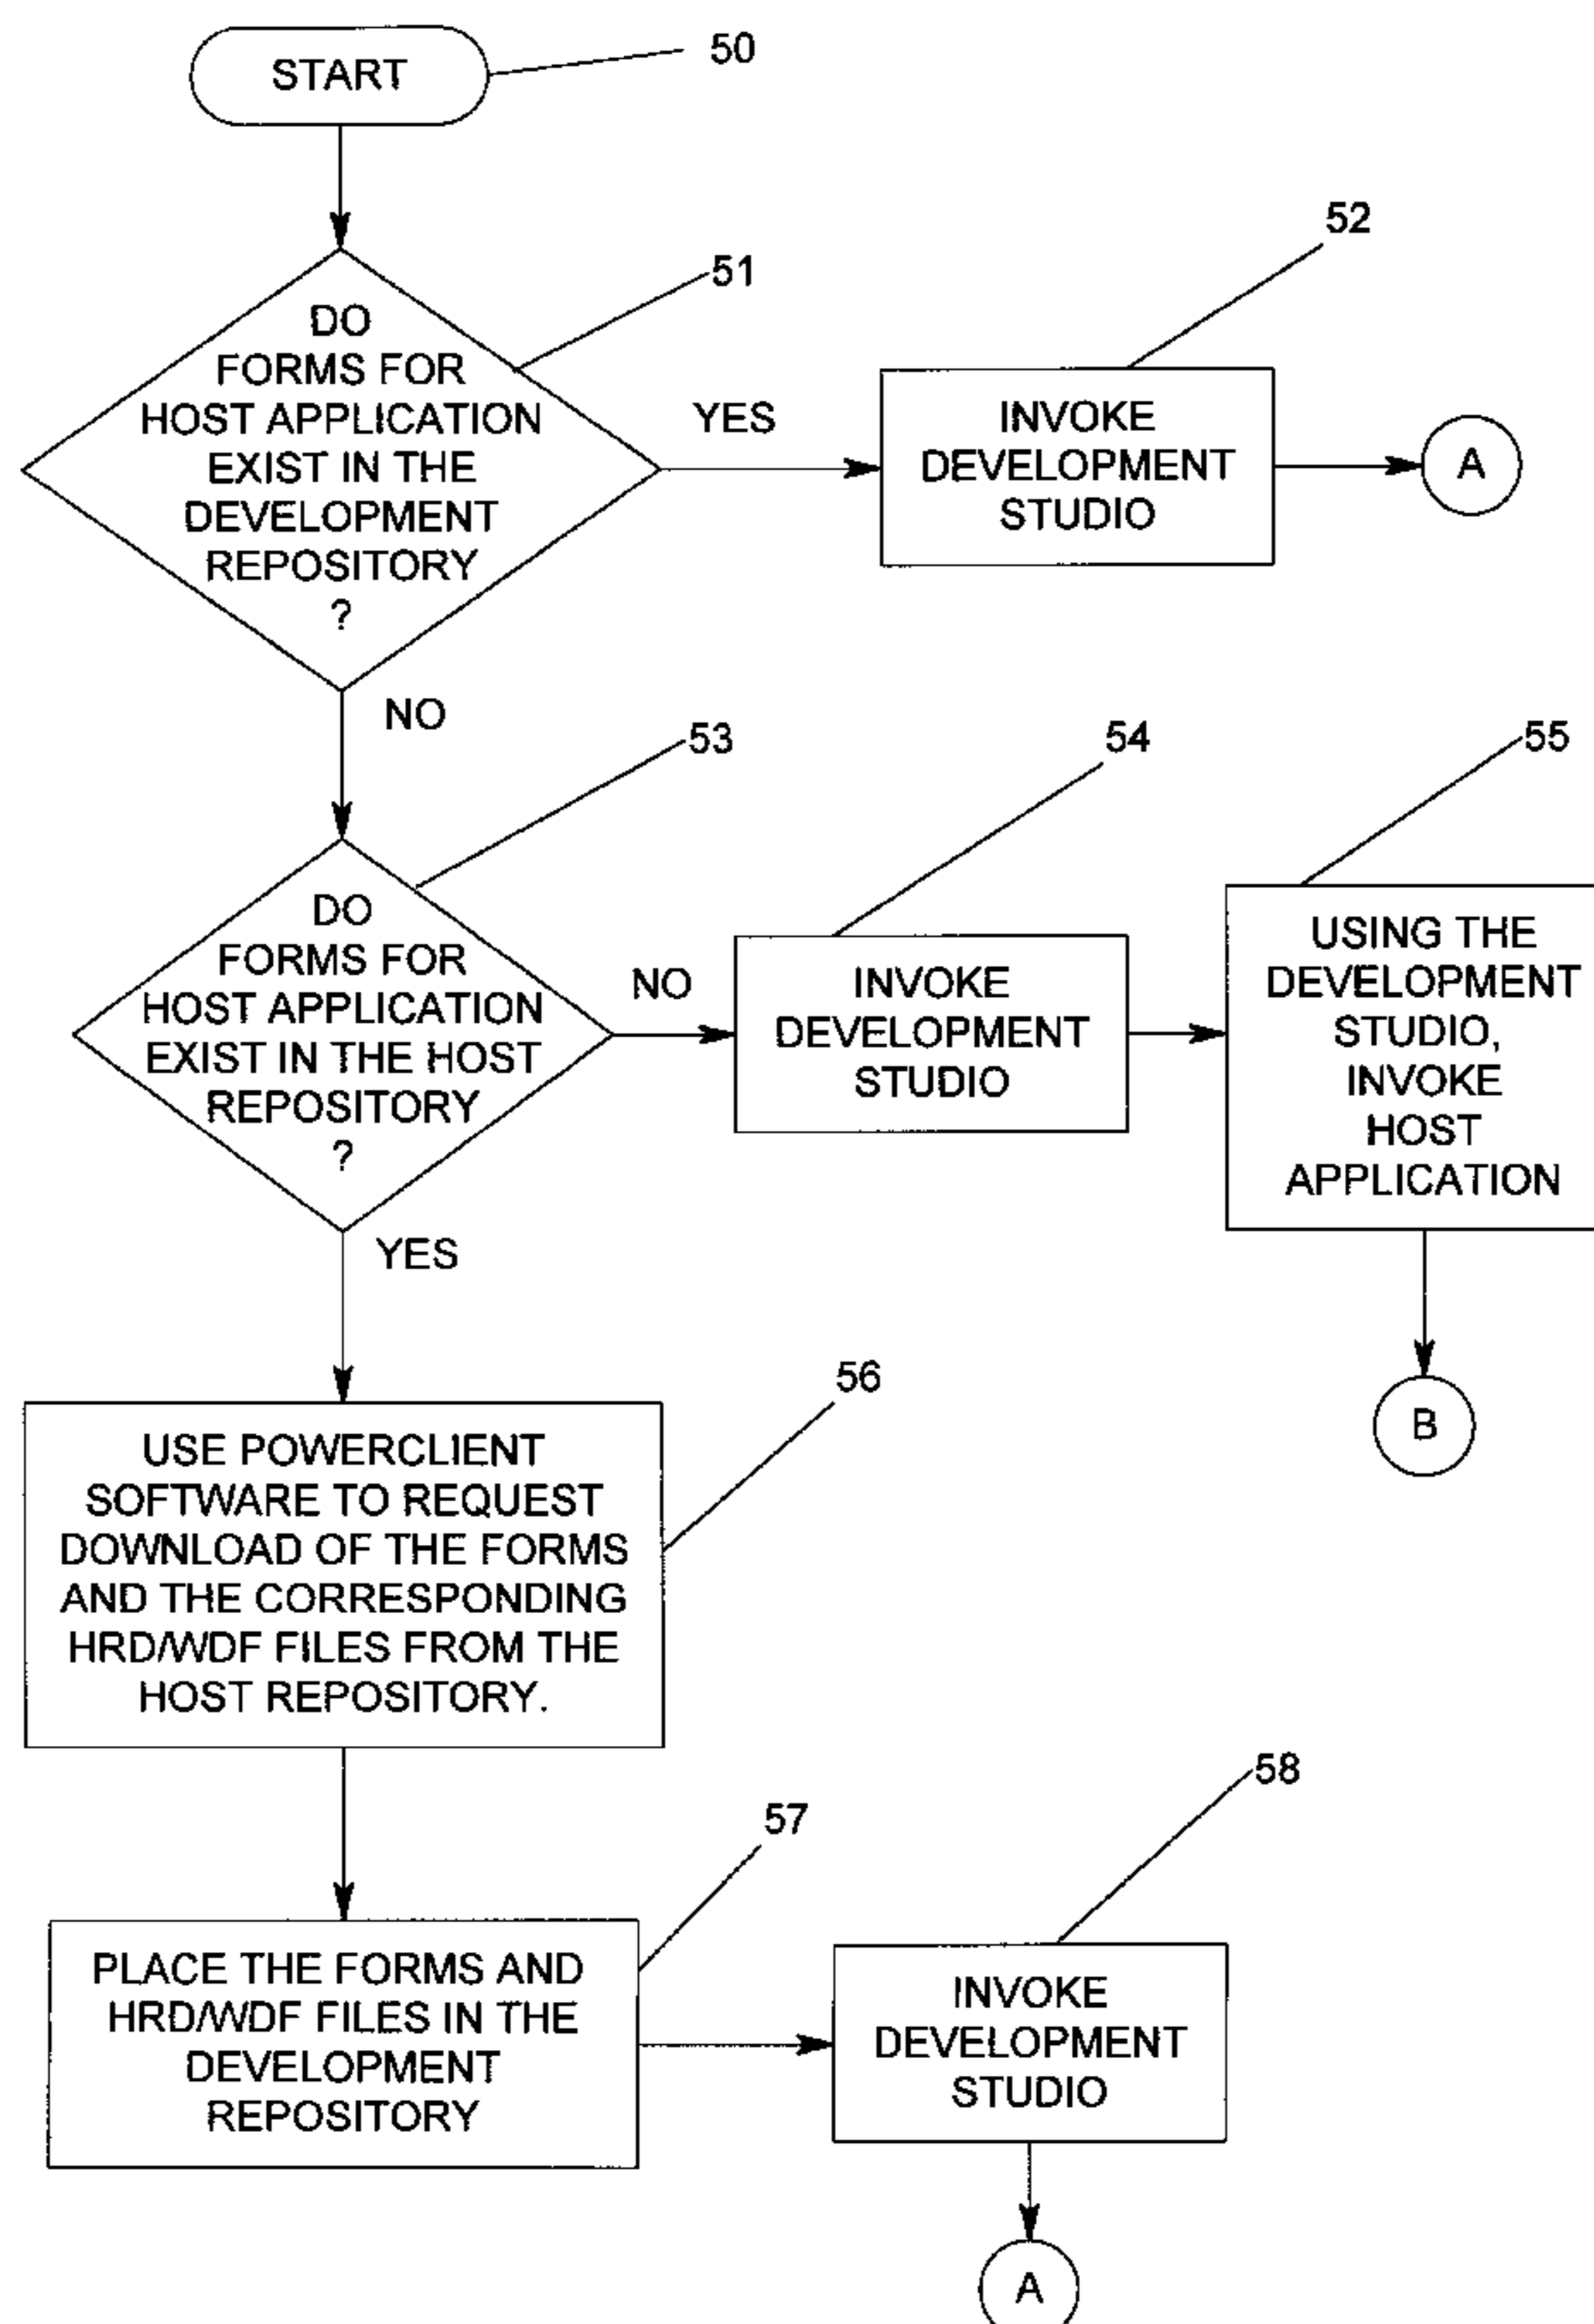 START
50
51
DO
FORMS FOR
HOST APPLICATION
EXIST IN THE
DEVELOPMENT
REPOSITORY
?
YES
52
INVOKE
DEVELOPMENT
STUDIO
A
NO
53
DO
FORMS FOR
HOST APPLICATION
EXIST IN THE HOST
REPOSITORY
?
NO
54
INVOKE
DEVELOPMENT
STUDIO
55
USING THE
DEVELOPMENT
STUDIO,
INVOKE
HOST
APPLICATION
B
YES
56
USE POWERCLIENT
SOFTWARE TO REQUEST
DOWNLOAD OF THE FORMS
AND THE CORRESPONDING
HRD/WDF FILES FROM THE
HOST REPOSITORY.
57
PLACE THE FORMS AND
HRD/WDF FILES IN THE
DEVELOPMENT
REPOSITORY
58
INVOKE
DEVELOPMENT
STUDIO
A